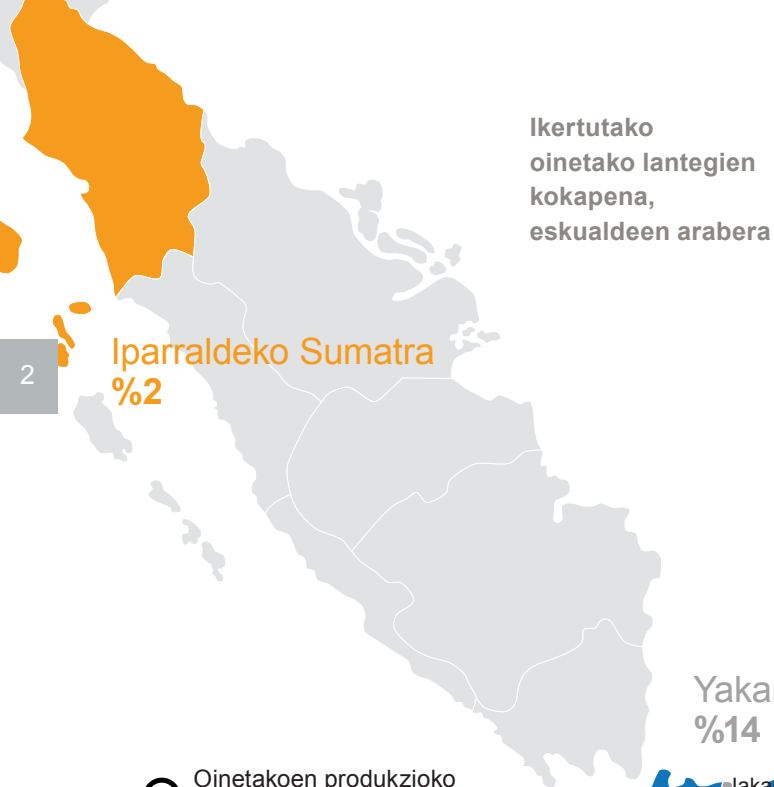 Ikertutako
oinetako lantegien
kokapena,
eskualdeen arabera
Iparraldeko Sumatra
%2
2
%14
Oinetakoen produkzioko